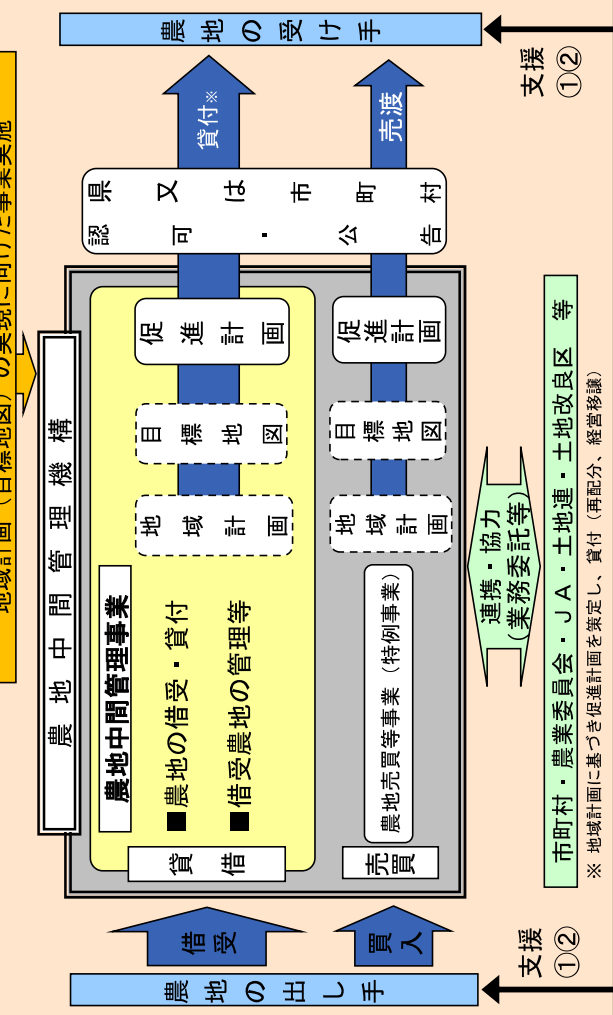 地域計画（目標地図）の実現に向けた事業実施
農地中間管理機構
農地の出し手
借受
買入
支援
①②
貸借
売買
農地中間管理事業
■農地の借受・貸付
■借受農地の管理等
農地売買等事業（特例事業）
地域計画
目標地図
促進計画
地域計画
目標地図
促進計画
県又は市町村
認可・公告
貸付※
売渡
農地の受け手
支援
①②
連携・協力
（業務委託等）
市町村・農業委員会・ＪＡ・土地連・土地改良区　等
※ 地域計画に基づき促進計画を策定し、貸付（再配分、経営移譲）